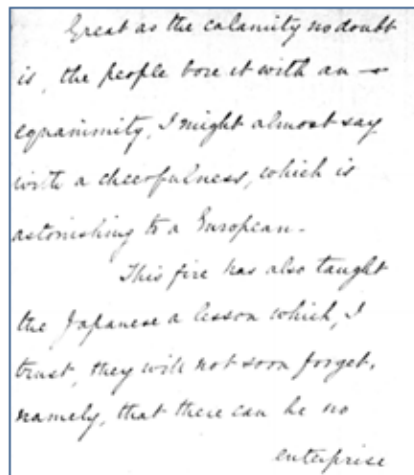 Great as the calamity no doubt
is, the people bore it with an
equanimity, I might almost say
with a cheerfulness, which is
astonishing to a European.
This fire has also taught
the Japanese a lesson which, I
trust, they will not soon forget,
namely, that there can be no
enterprise